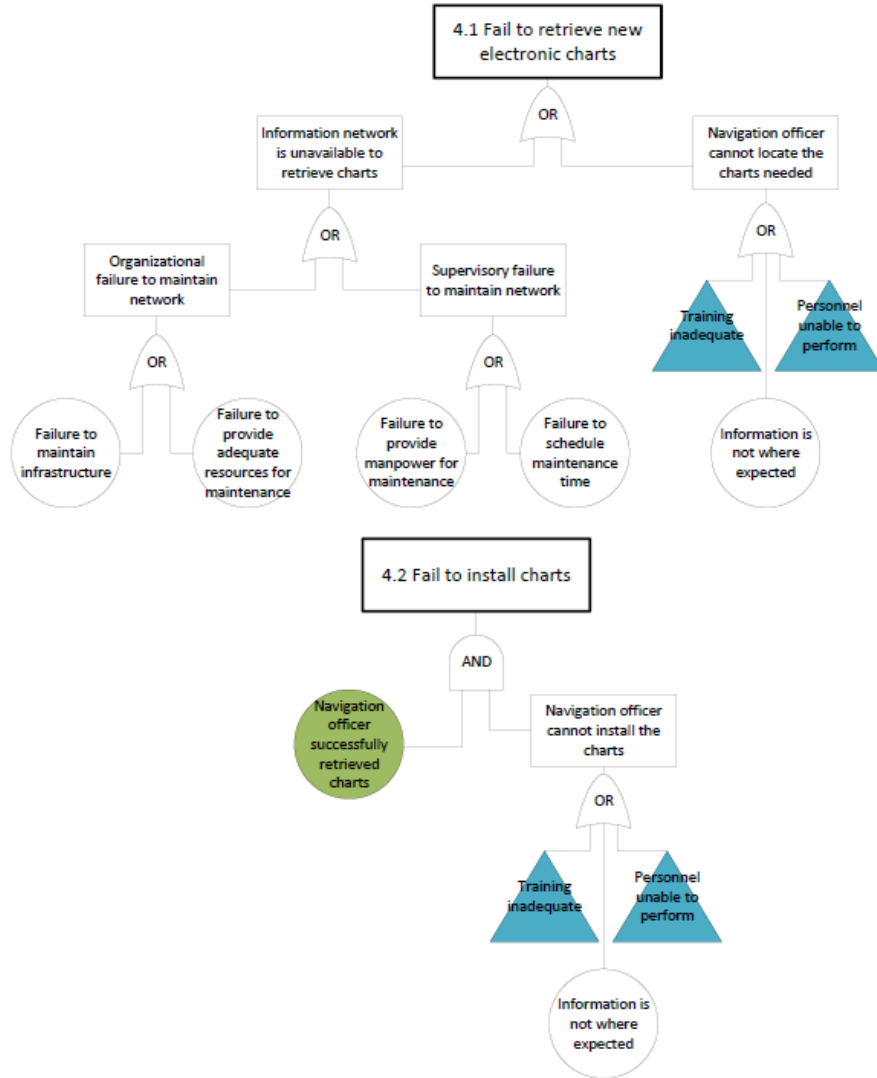 4.1 Fail to retrieve new
electronic charts
OR
Information network
is unavailable to
retrieve charts
Navigation officer
cannot locate the
charts needed
OR
OR
Organizational
failure to maintain
network
Supervisory failure
to maintain network
Training
inadequate
Personnel
unable to
perform
OR
OR
Failure to
maintain
infrastructure
Failure to
provide
adequate
resources for
maintenance
Failure to
provide
manpower for
maintenance
Failure to
schedule
maintenance
time
Information is
not where
expected
4.2 Fail to install charts
AND
Navigation
officer
successfully
retrieved
charts
Navigation officer
cannot install the
charts
OR
Training
inadequate
Personnel
unable to
perform
Information is
not where
expected